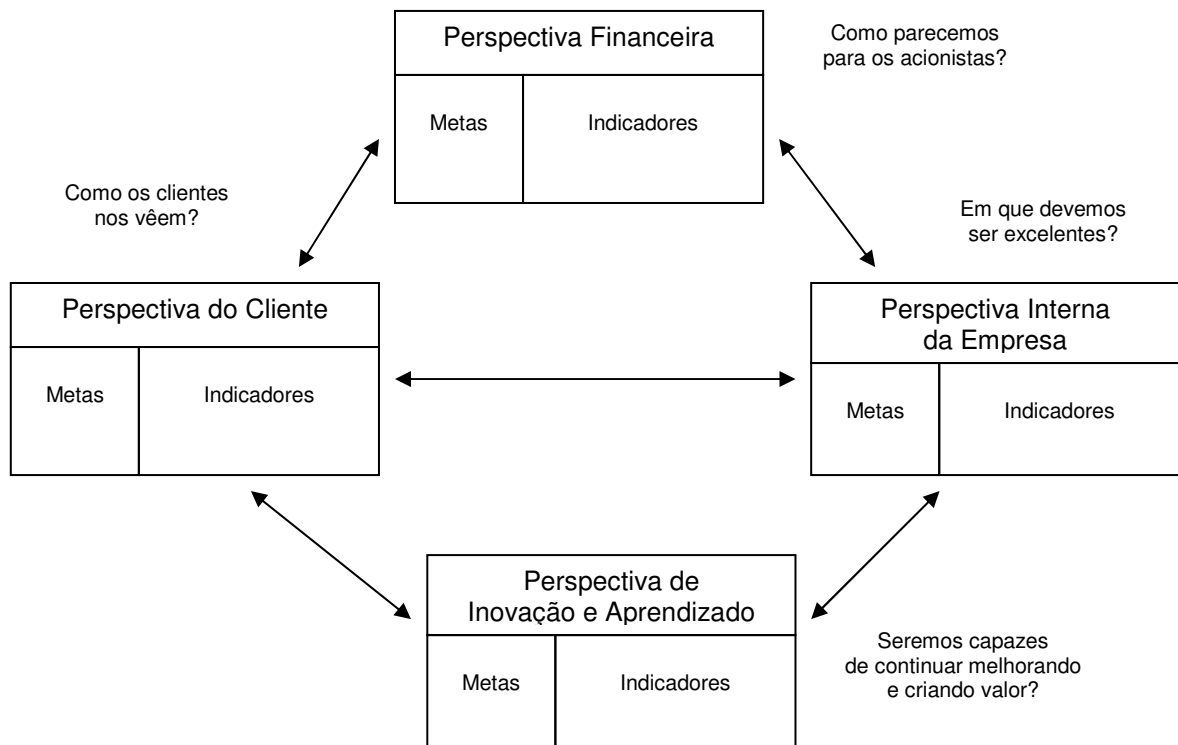 Perspectiva Financeira
Metas
Indicadores
Como parecemos
para os acionistas?
Como os clientes
nos vêem?
Em que devemos
ser excelentes?
Perspectiva do Cliente
Metas
Indicadores
Perspectiva Interna
da Empresa
Metas
Indicadores
Perspectiva de
Inovação e Aprendizado
Metas
Indicadores
Seremos capazes
de continuar melhorando
e criando valor?